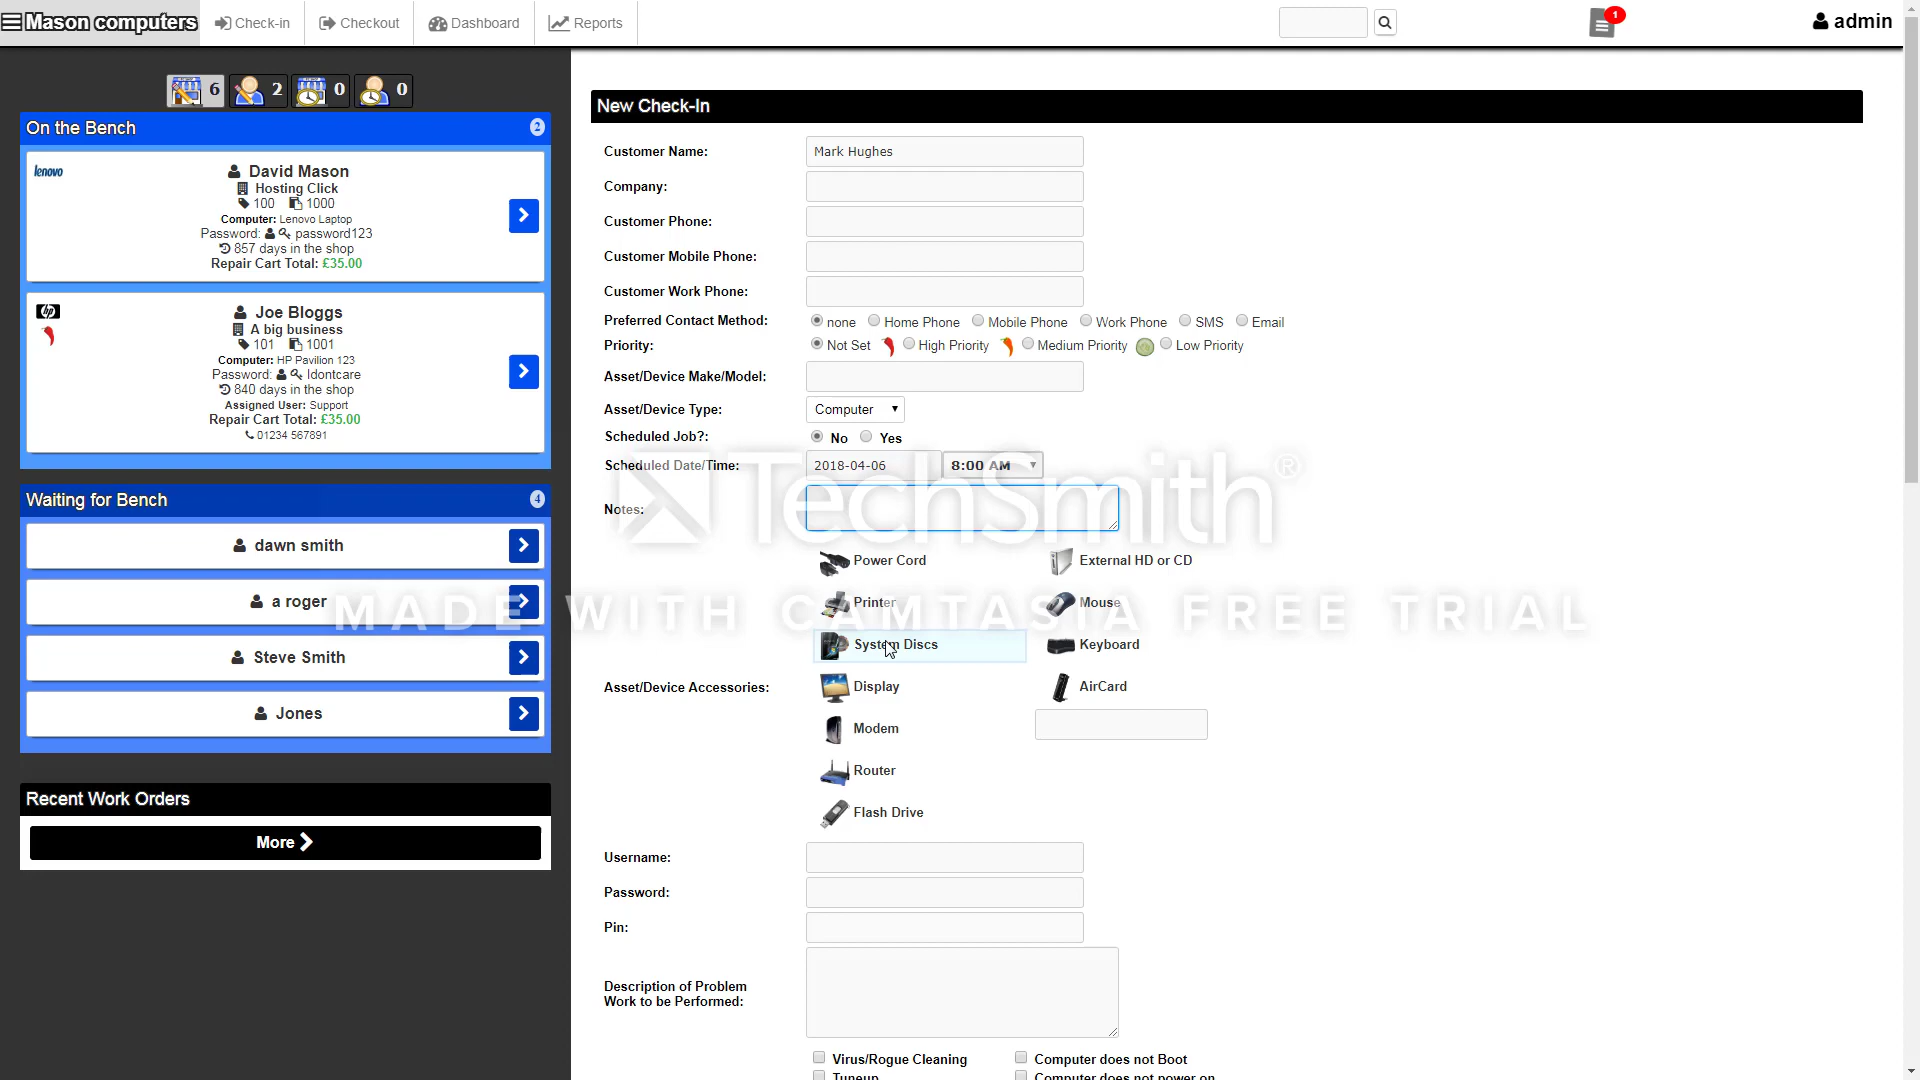 Mason computers
Check-in
Checkout
Dashboard
Reports
1
admin
6
2
0
0
On the Bench
2
lenovo
David Mason
Hosting Click
100 1000
Computer: Lenovo Laptop
Password: password123
857 days in the shop
Repair Cart Total: £35.00
hp
Joe Bloggs
A big business
101 1001
Computer: HP Pavilion 123
Password: Idontcare
840 days in the shop
Assigned User: Support
Repair Cart Total: £35.00
01234 567891
Waiting for Bench
4
dawn smith
a roger
Steve Smith
Jones
Recent Work Orders
More
New Check-In
Customer Name: Mark Hughes
Company:
Customer Phone:
Customer Mobile Phone:
Customer Work Phone:
Preferred Contact Method: none Home Phone Mobile Phone Work Phone SMS Email
Priority: Not Set High Priority Medium Priority Low Priority
Asset/Device Make/Model:
Asset/Device Type: Computer
Scheduled Job?: No Yes
Scheduled Date/Time: 2018-04-06 8:00 AM
Notes:
TechSmith®
Power Cord External HD or CD
Printer Mouse
MADE WITH CAMTASIA FREE TRIAL
System Discs Keyboard
Asset/Device Accessories: Display AirCard
Modem
Router
Flash Drive
Username:
Password:
Pin:
Description of Problem
Work to be Performed:
Virus/Rogue Cleaning Computer does not Boot
Tuneup Computer does not power on